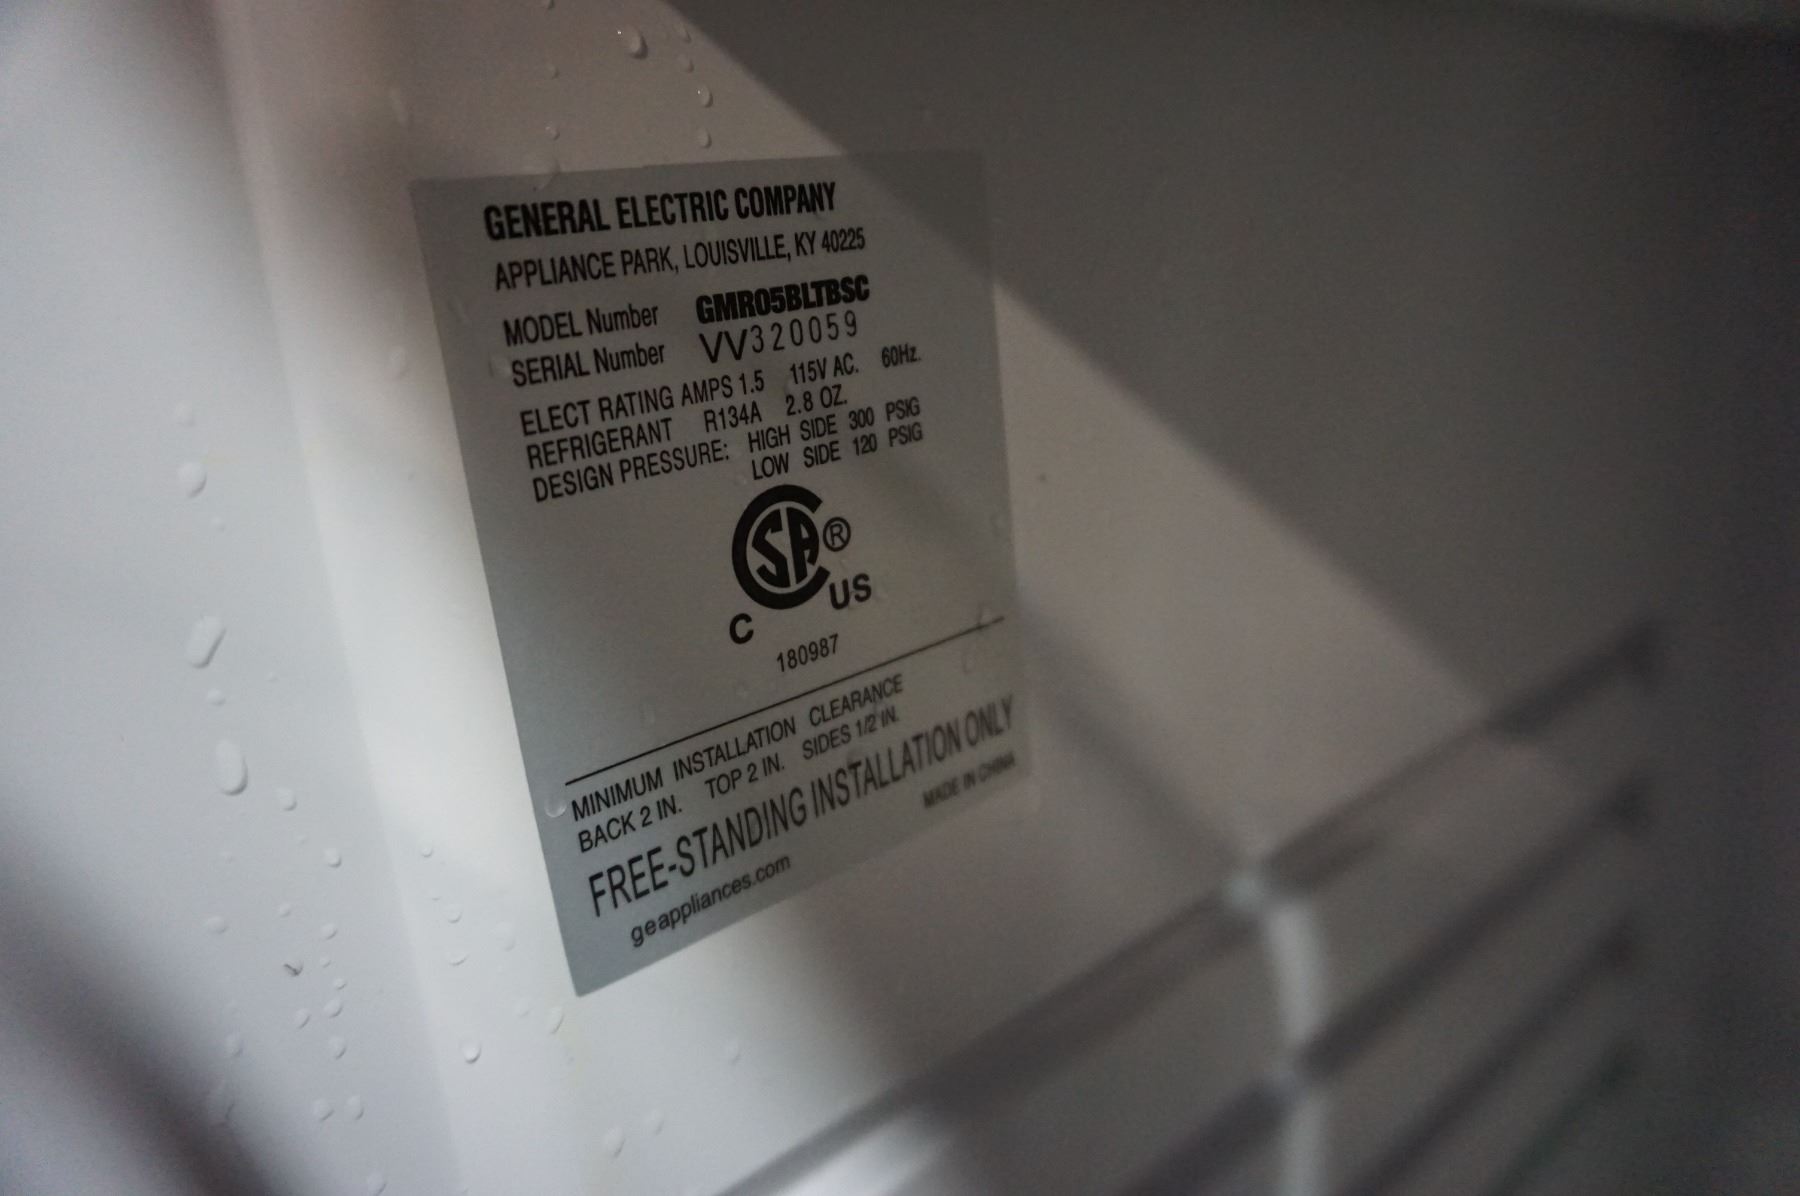 GENERAL ELECTRIC COMPANY
APPLIANCE PARK, LOUISVILLE, KY 40225
MODEL Number GMR05BLTBSC
SERIAL Number VV320059
ELECT RATING AMPS 1.5 115V AC. 60Hz.
REFRIGERANT R134A 2.8 OZ.
DESIGN PRESSURE: HIGH SIDE 300 PSIG
LOW SIDE 120 PSIG
CSA ®
C US
180987
MINIMUM INSTALLATION CLEARANCE
BACK 2 IN. TOP 2 IN. SIDES 1/2 IN.
FREE-STANDING INSTALLATION ONLY
geappliances.com MADE IN CHINA